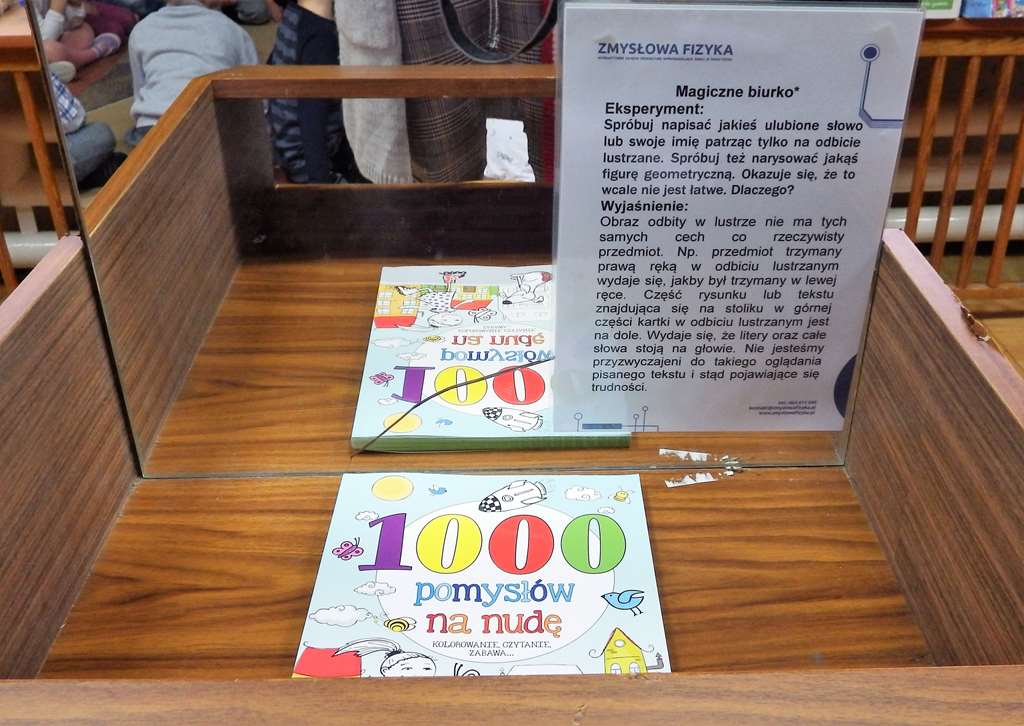 ZMYSŁOWA FIZYKA
Magiczne biurko*
Eksperyment:
Spróbuj napisać jakieś ulubione słowo
lub swoje imię patrząc tylko na odbicie
lustrzane. Spróbuj też narysować jakąś
figurę geometryczną. Okazuje się, że to
wcale nie jest łatwe. Dlaczego?
Wyjaśnienie:
Obraz odbity w lustrze nie ma tych
samych cech co rzeczywisty
przedmiot. Np. przedmiot trzymany
prawą ręką w odbiciu lustrzanym
wydaje się, jakby był trzymany w lewej
ręce. Część rysunku lub tekstu
znajdująca się na stoliku w górnej
części kartki w odbiciu lustrzanym jest
na dole. Wydaje się, że litery oraz całe
słowa stoją na głowie. Nie jesteśmy
przyzwyczajeni do takiego oglądania
pisanego tekstu i stąd pojawiające się
trudności.
1000
pomysłów
na nudę
KOLOROWANIE, CZYTANIE,
ZABAWA...